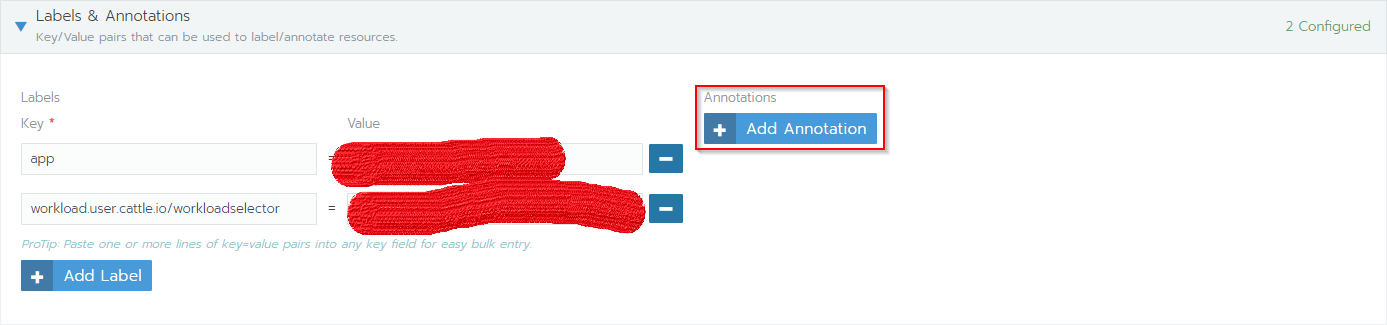 Labels & Annotations
Key/Value pairs that can be used to label/annotate resources.
2 Configured
Labels
Annotations
Key *
Value
+ Add Annotation
app
=
workload.user.cattle.io/workloadselector
=
ProTip: Paste one or more lines of key=value pairs into any key field for easy bulk entry.
+ Add Label